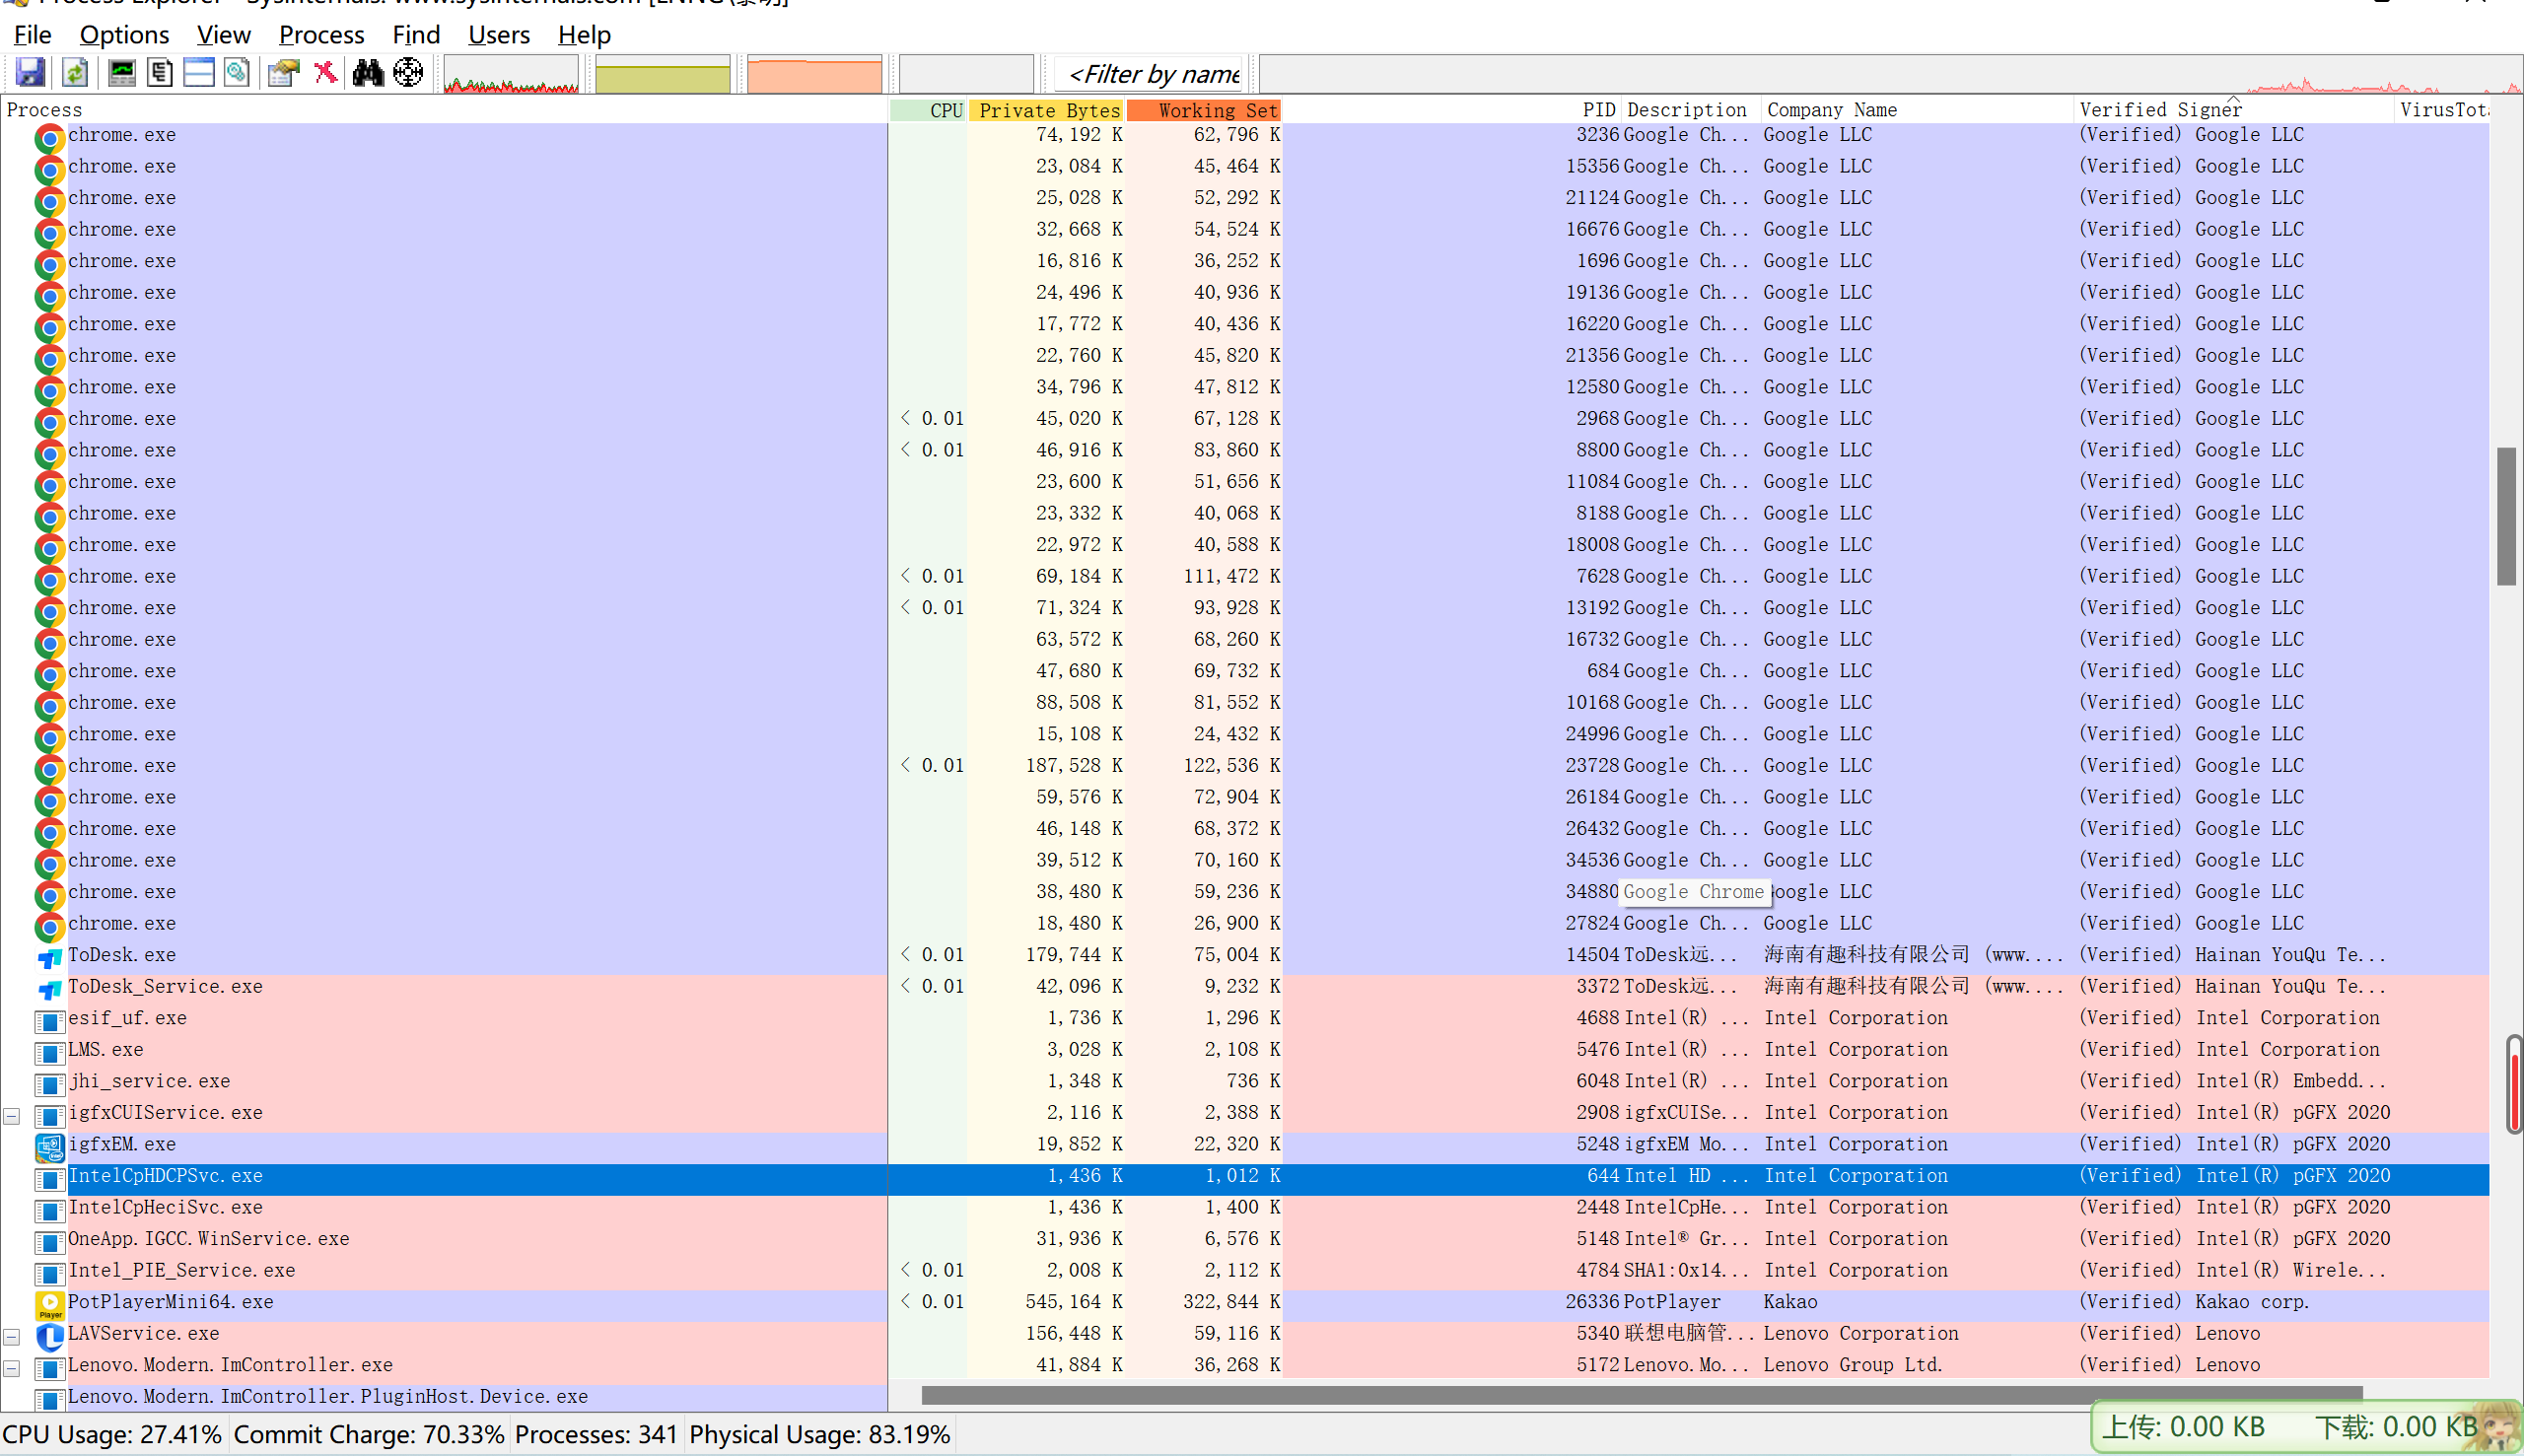 Process Explorer - Sysinternals: www.sysinternals.com
File Options View Process Find Users Help
<Filter by name
Process CPU Private Bytes Working Set PID Description Company Name Verified Signer VirusTot
chrome.exe 74,192 K 62,796 K 3236 Google Ch... Google LLC (Verified) Google LLC
chrome.exe 23,084 K 45,464 K 15356 Google Ch... Google LLC (Verified) Google LLC
chrome.exe 25,028 K 52,292 K 21124 Google Ch... Google LLC (Verified) Google LLC
chrome.exe 32,668 K 54,524 K 16676 Google Ch... Google LLC (Verified) Google LLC
chrome.exe 16,816 K 36,252 K 1696 Google Ch... Google LLC (Verified) Google LLC
chrome.exe 24,496 K 40,936 K 19136 Google Ch... Google LLC (Verified) Google LLC
chrome.exe 17,772 K 40,436 K 16220 Google Ch... Google LLC (Verified) Google LLC
chrome.exe 22,760 K 45,820 K 21356 Google Ch... Google LLC (Verified) Google LLC
chrome.exe 34,796 K 47,812 K 12580 Google Ch... Google LLC (Verified) Google LLC
chrome.exe < 0.01 45,020 K 67,128 K 2968 Google Ch... Google LLC (Verified) Google LLC
chrome.exe < 0.01 46,916 K 83,860 K 8800 Google Ch... Google LLC (Verified) Google LLC
chrome.exe 23,600 K 51,656 K 11084 Google Ch... Google LLC (Verified) Google LLC
chrome.exe 23,332 K 40,068 K 8188 Google Ch... Google LLC (Verified) Google LLC
chrome.exe 22,972 K 40,588 K 18008 Google Ch... Google LLC (Verified) Google LLC
chrome.exe < 0.01 69,184 K 111,472 K 7628 Google Ch... Google LLC (Verified) Google LLC
chrome.exe < 0.01 71,324 K 93,928 K 13192 Google Ch... Google LLC (Verified) Google LLC
chrome.exe 63,572 K 68,260 K 16732 Google Ch... Google LLC (Verified) Google LLC
chrome.exe 47,680 K 69,732 K 684 Google Ch... Google LLC (Verified) Google LLC
chrome.exe 88,508 K 81,552 K 10168 Google Ch... Google LLC (Verified) Google LLC
chrome.exe 15,108 K 24,432 K 24996 Google Ch... Google LLC (Verified) Google LLC
chrome.exe < 0.01 187,528 K 122,536 K 23728 Google Ch... Google LLC (Verified) Google LLC
chrome.exe 59,576 K 72,904 K 26184 Google Ch... Google LLC (Verified) Google LLC
chrome.exe 46,148 K 68,372 K 26432 Google Ch... Google LLC (Verified) Google LLC
chrome.exe 39,512 K 70,160 K 34536 Google Ch... Google LLC (Verified) Google LLC
chrome.exe 38,480 K 59,236 K 34880 Google Chrome oogle LLC (Verified) Google LLC
chrome.exe 18,480 K 26,900 K 27824 Google Ch... Google LLC (Verified) Google LLC
ToDesk.exe < 0.01 179,744 K 75,004 K 14504 ToDesk远... 海南有趣科技有限公司 (www.... (Verified) Hainan YouQu Te...
ToDesk_Service.exe < 0.01 42,096 K 9,232 K 3372 ToDesk远... 海南有趣科技有限公司 (www.... (Verified) Hainan YouQu Te...
esif_uf.exe 1,736 K 1,296 K 4688 Intel(R) ... Intel Corporation (Verified) Intel Corporation
LMS.exe 3,028 K 2,108 K 5476 Intel(R) ... Intel Corporation (Verified) Intel Corporation
jhi_service.exe 1,348 K 736 K 6048 Intel(R) ... Intel Corporation (Verified) Intel(R) Embedd...
igfxCUIService.exe 2,116 K 2,388 K 2908 igfxCUISe... Intel Corporation (Verified) Intel(R) pGFX 2020
igfxEM.exe 19,852 K 22,320 K 5248 igfxEM Mo... Intel Corporation (Verified) Intel(R) pGFX 2020
IntelCpHDCPSvc.exe 1,436 K 1,012 K 644 Intel HD ... Intel Corporation (Verified) Intel(R) pGFX 2020
IntelCpHeciSvc.exe 1,436 K 1,400 K 2448 IntelCpHe... Intel Corporation (Verified) Intel(R) pGFX 2020
OneApp.IGCC.WinService.exe 31,936 K 6,576 K 5148 Intel® Gr... Intel Corporation (Verified) Intel(R) pGFX 2020
Intel_PIE_Service.exe < 0.01 2,008 K 2,112 K 4784 SHA1:0x14... Intel Corporation (Verified) Intel(R) Wirele...
PotPlayerMini64.exe < 0.01 545,164 K 322,844 K 26336 PotPlayer Kakao (Verified) Kakao corp.
LAVService.exe 156,448 K 59,116 K 5340 联想电脑管... Lenovo Corporation (Verified) Lenovo
Lenovo.Modern.ImController.exe 41,884 K 36,268 K 5172 Lenovo.Mo... Lenovo Group Ltd. (Verified) Lenovo
Lenovo.Modern.ImController.PluginHost.Device.exe
CPU Usage: 27.41% Commit Charge: 70.33% Processes: 341 Physical Usage: 83.19%
上传: 0.00 KB 下载: 0.00 KB